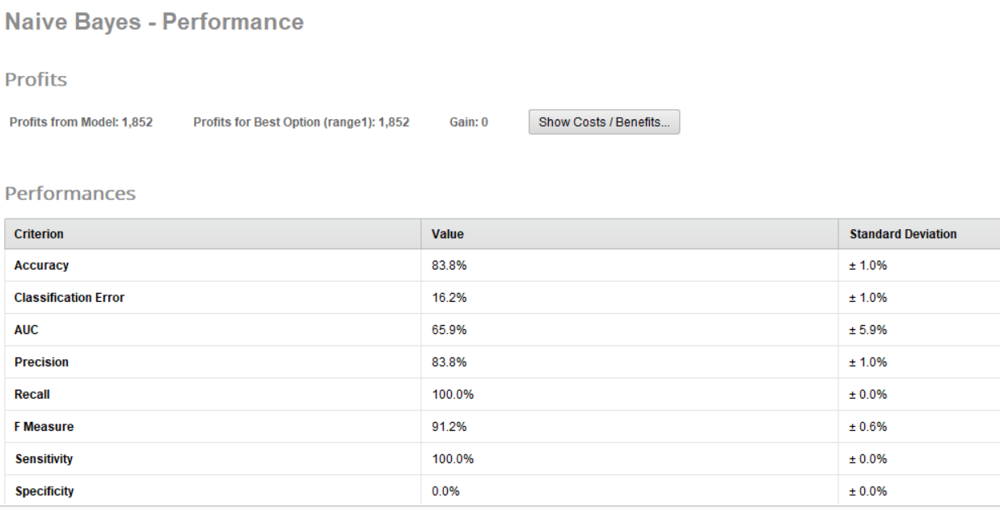 Naive Bayes - Performance
Profits
Profits from Model: 1,852 Profits for Best Option (range1): 1,852 Gain: 0 Show Costs / Benefits...
Performances
Criterion Value Standard Deviation
Accuracy 83.8% ± 1.0%
Classification Error 16.2% ± 1.0%
AUC 65.9% ± 5.9%
Precision 83.8% ± 1.0%
Recall 100.0% ± 0.0%
F Measure 91.2% ± 0.6%
Sensitivity 100.0% ± 0.0%
Specificity 0.0% ± 0.0%